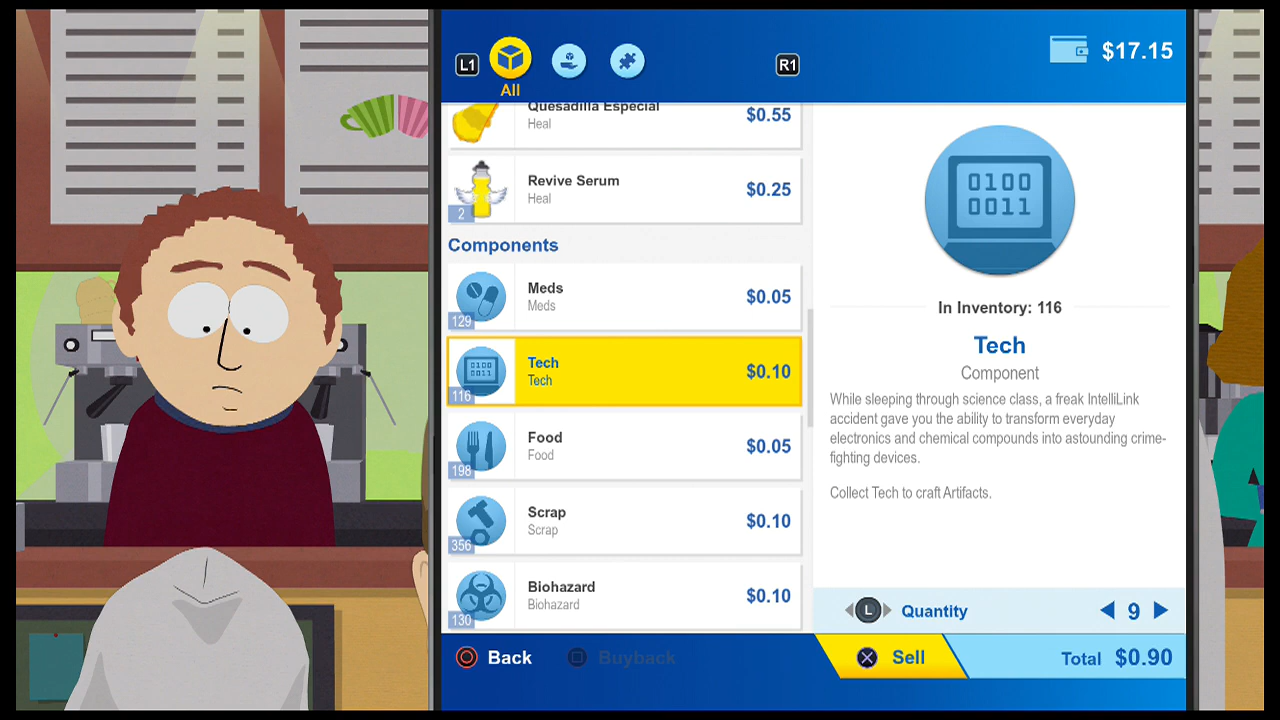 L1
R1
All
$17.15
Quesadilla Especial
Heal
$0.55
Revive Serum
Heal
$0.25
2
Components
Meds
Meds
$0.05
129
Tech
Tech
$0.10
116
Food
Food
$0.05
198
Scrap
Scrap
$0.10
356
Biohazard
Biohazard
$0.10
130
0100
0011
In Inventory: 116
Tech
Component
While sleeping through science class, a freak IntelliLink
accident gave you the ability to transform everyday
electronics and chemical compounds into astounding crime-
fighting devices.
Collect Tech to craft Artifacts.
L Quantity 9
Back
Buyback
Sell
Total $0.90